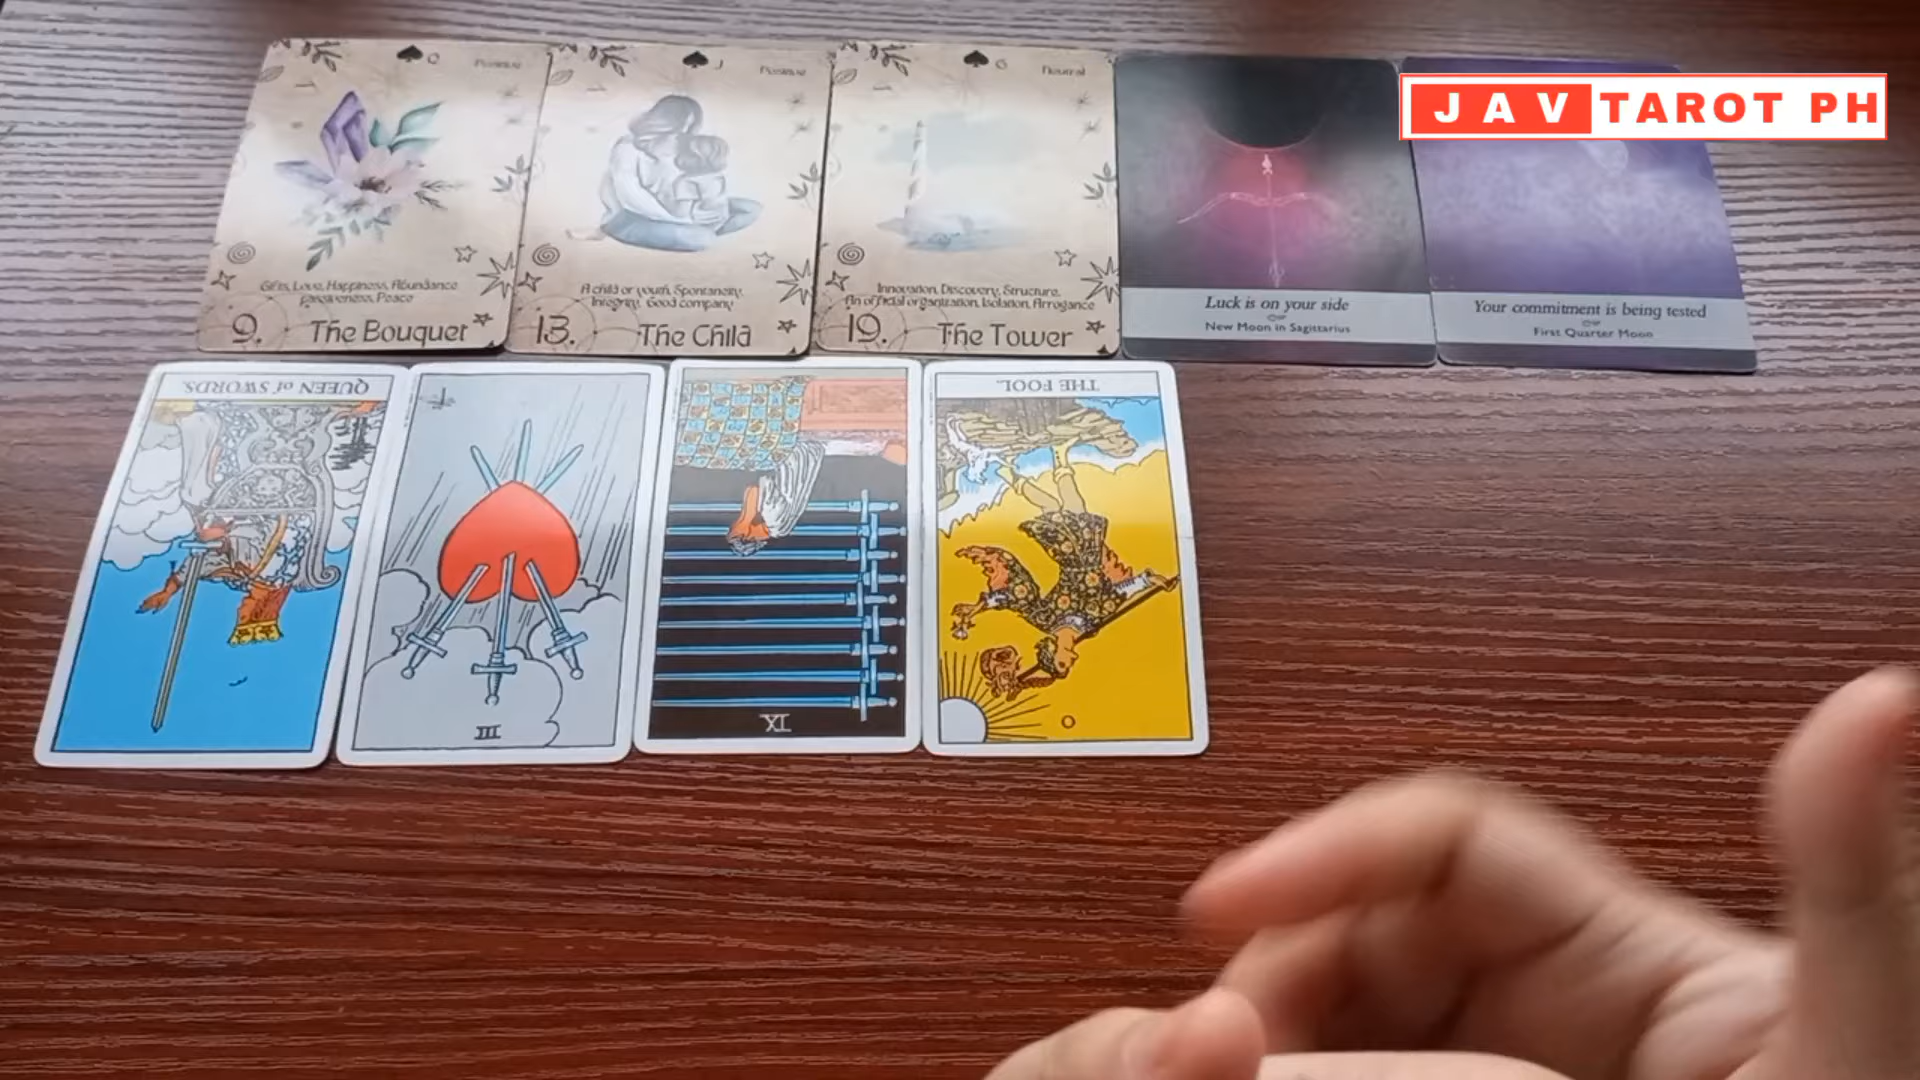 JAV TAROT PH
Q
Positive
J
Positive
6
Neutral
Gifts, Love, Happiness, Abundance
Forgiveness, Peace
9. The Bouquet
A child or youth, Spontaneity,
Integrity, Good company
13. The Child
Innovation, Discovery, Structure,
An official organization, Isolation, Arrogance
19. The Tower
Luck is on your side
New Moon in Sagittarius
Your commitment is being tested
First Quarter Moon
QUEEN of SWORDS.
III
IX
THE FOOL.
0